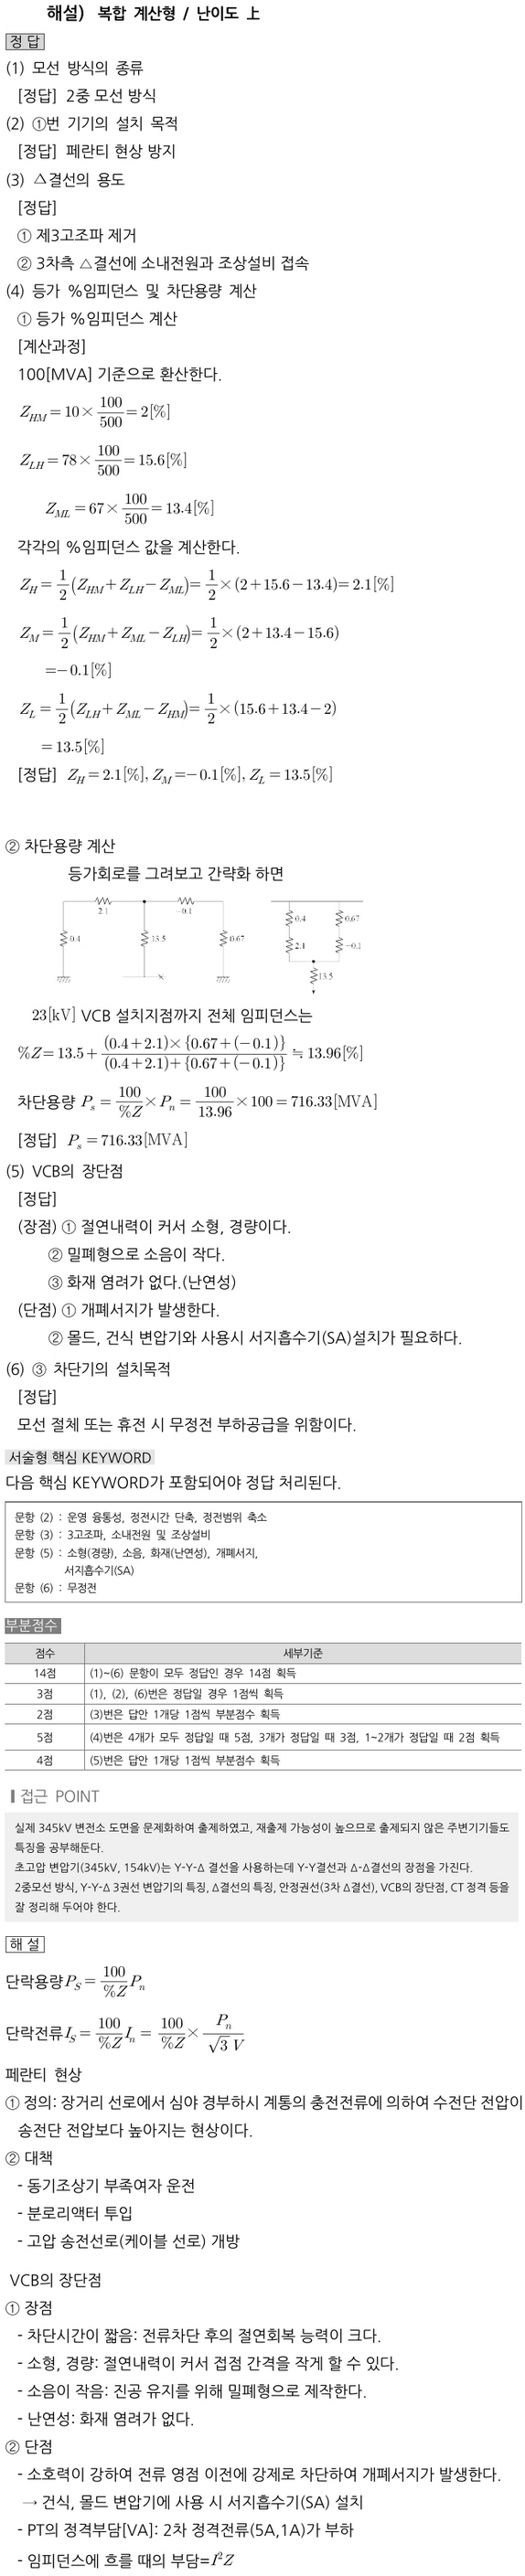 해설) 복합 계산형 / 난이도 上
정 답
(1) 모선 방식의 종류
[정답] 2중 모선 방식
(2) ①번 기기의 설치 목적
[정답] 페란티 현상 방지
(3) △결선의 용도
[정답]
① 제3고조파 제거
② 3차측 △결선에 소내전원과 조상설비 접속
(4) 등가 %임피던스 및 차단용량 계산
① 등가 %임피던스 계산
[계산과정]
100[MVA] 기준으로 환산한다.
Z_HM = 10 × 100/500 = 2[%]
Z_LH = 78 × 100/500 = 15.6[%]
Z_ML = 67 × 100/500 = 13.4[%]
각각의 %임피던스 값을 계산한다.
Z_H = 1/2 (Z_HM + Z_LH − Z_ML) = 1/2 × (2 + 15.6 − 13.4) = 2.1[%]
Z_M = 1/2 (Z_HM + Z_ML − Z_LH) = 1/2 × (2 + 13.4 − 15.6)
= −0.1[%]
Z_L = 1/2 (Z_LH + Z_ML − Z_HM) = 1/2 × (15.6 + 13.4 − 2)
= 13.5[%]
[정답] Z_H = 2.1[%], Z_M = −0.1[%], Z_L = 13.5[%]
② 차단용량 계산
등가회로를 그려보고 간략화 하면
2.1 −0.1
0.4 13.5 0.67
0.4 0.67
2.1 −0.1
13.5
23[kV] VCB 설치지점까지 전체 임피던스는
%Z = 13.5 + (0.4+2.1)×{0.67+(−0.1)} / (0.4+2.1)+{0.67+(−0.1)} ≒ 13.96[%]
차단용량 P_s = 100/%Z × P_n = 100/13.96 × 100 = 716.33[MVA]
[정답] P_s = 716.33[MVA]
(5) VCB의 장단점
[정답]
(장점) ① 절연내력이 커서 소형, 경량이다.
② 밀폐형으로 소음이 작다.
③ 화재 염려가 없다.(난연성)
(단점) ① 개폐서지가 발생한다.
② 몰드, 건식 변압기와 사용시 서지흡수기(SA)설치가 필요하다.
(6) ③ 차단기의 설치목적
[정답]
모선 절체 또는 휴전 시 무정전 부하공급을 위함이다.
서술형 핵심 KEYWORD
다음 핵심 KEYWORD가 포함되어야 정답 처리된다.
문항 (2) : 운영 융통성, 정전시간 단축, 정전범위 축소
문항 (3) : 3고조파, 소내전원 및 조상설비
문항 (5) : 소형(경량), 소음, 화재(난연성), 개폐서지,
서지흡수기(SA)
문항 (6) : 무정전
부분점수
점수 세부기준
14점 (1)~(6) 문항이 모두 정답인 경우 14점 획득
3점 (1), (2), (6)번은 정답일 경우 1점씩 획득
2점 (3)번은 답안 1개당 1점씩 부분점수 획득
5점 (4)번은 4개가 모두 정답일 때 5점, 3개가 정답일 때 3점, 1~2개가 정답일 때 2점 획득
4점 (5)번은 답안 1개당 1점씩 부분점수 획득
접근 POINT
실제 345kV 변전소 도면을 문제화하여 출제하였고, 재출제 가능성이 높으므로 출제되지 않은 주변기기들도
특징을 공부해둔다.
초고압 변압기(345kV, 154kV)는 Y-Y-Δ 결선을 사용하는데 Y-Y결선과 Δ-Δ결선의 장점을 가진다.
2중모선 방식, Y-Y-Δ 3권선 변압기의 특징, Δ결선의 특징, 안정권선(3차 Δ결선), VCB의 장단점, CT 정격 등을
잘 정리해 두어야 한다.
해 설
단락용량 P_S = 100/%Z P_n
단락전류 I_S = 100/%Z I_n = 100/%Z × P_n/√3 V
페란티 현상
① 정의: 장거리 선로에서 심야 경부하시 계통의 충전전류에 의하여 수전단 전압이
송전단 전압보다 높아지는 현상이다.
② 대책
- 동기조상기 부족여자 운전
- 분로리액터 투입
- 고압 송전선로(케이블 선로) 개방
VCB의 장단점
① 장점
- 차단시간이 짧음: 전류차단 후의 절연회복 능력이 크다.
- 소형, 경량: 절연내력이 커서 접점 간격을 작게 할 수 있다.
- 소음이 작음: 진공 유지를 위해 밀폐형으로 제작한다.
- 난연성: 화재 염려가 없다.
② 단점
- 소호력이 강하여 전류 영점 이전에 강제로 차단하여 개폐서지가 발생한다.
→ 건식, 몰드 변압기에 사용 시 서지흡수기(SA) 설치
- PT의 정격부담[VA]: 2차 정격전류(5A,1A)가 부하
- 임피던스에 흐를 때의 부담=I²Z